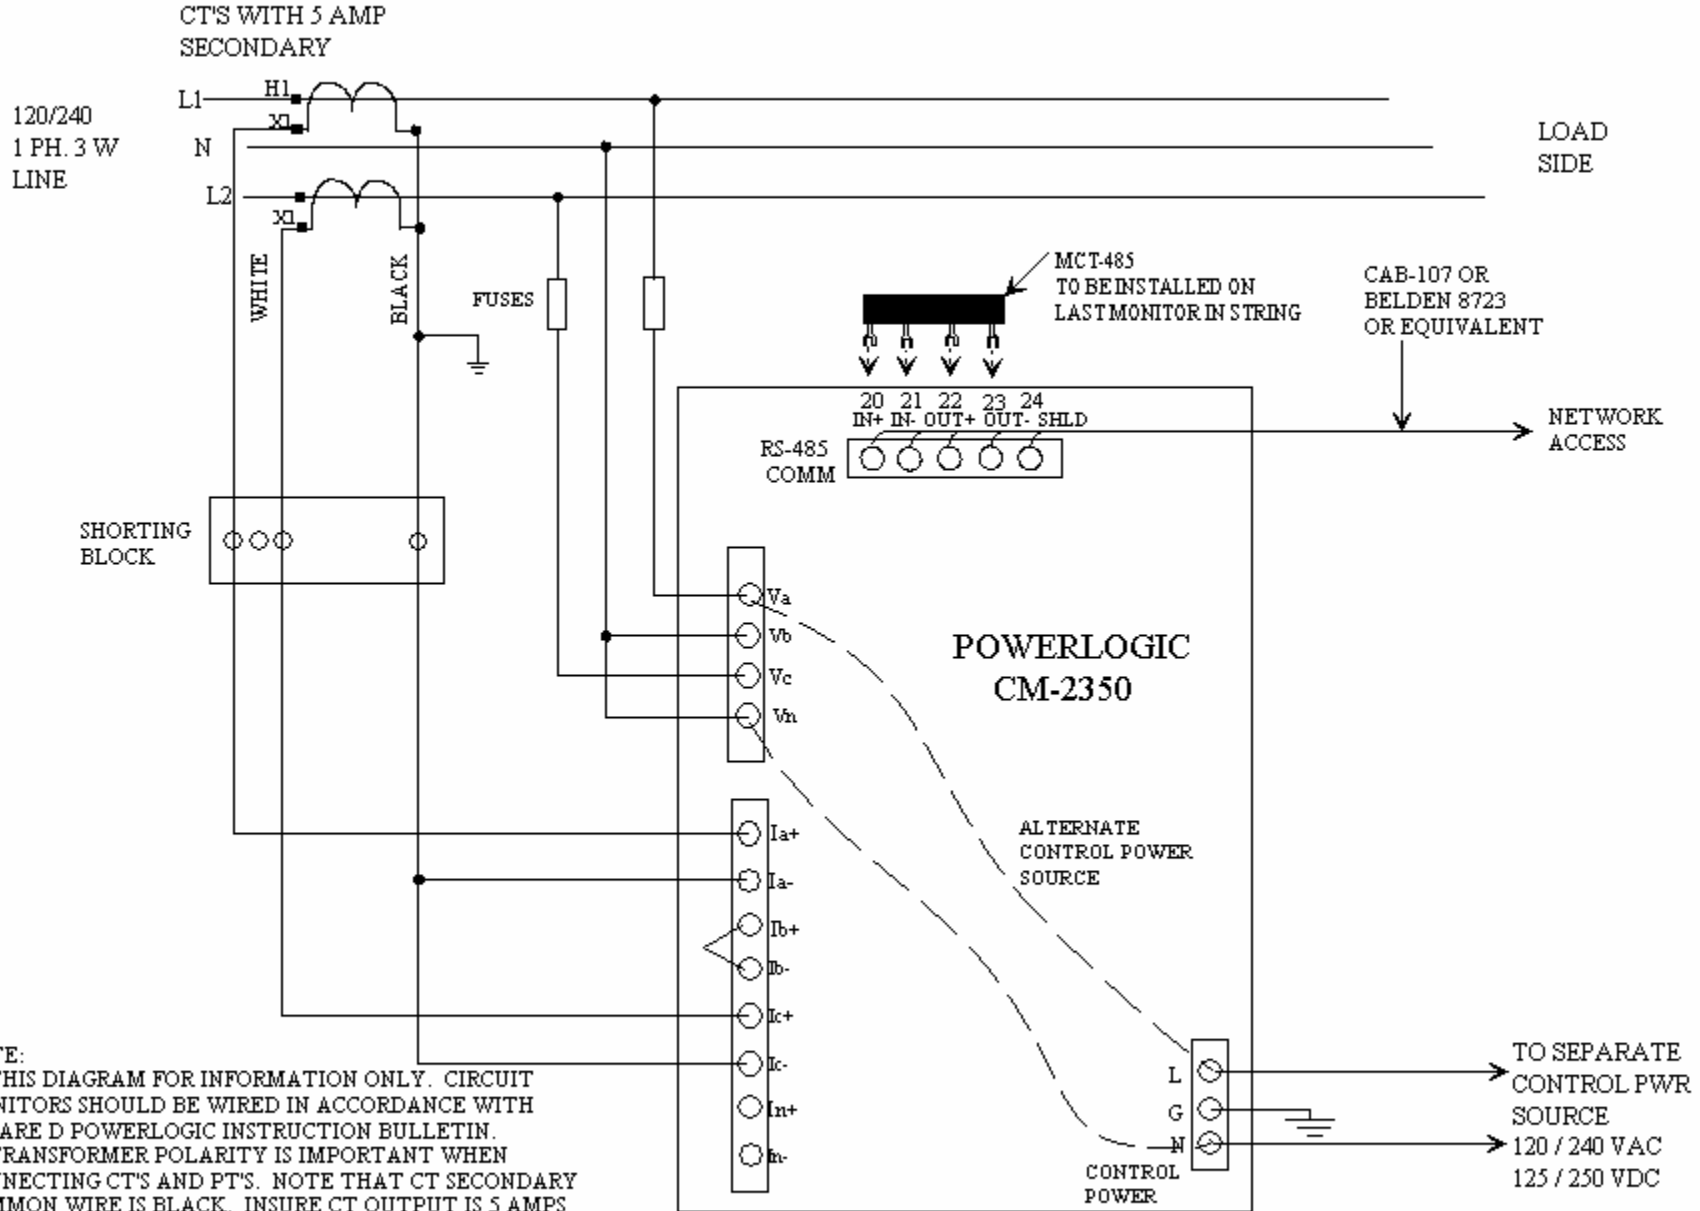 CT'S WITH 5 AMP
SECONDARY
L1
H1
X1
120/240
1 PH. 3 W
LINE
N
L2
X1
LOAD
SIDE
WHITE
BLACK
FUSES
MCT-485
TO BE INSTALLED ON
LAST MONITOR IN STRING
CAB-107 OR
BELDEN 8723
OR EQUIVALENT
20 21 22 23 24
IN+ IN- OUT+ OUT- SHLD
NETWORK
ACCESS
RS-485
COMM
SHORTING
BLOCK
Va
Vb
Vc
Vn
POWERLOGIC
CM-2350
Ia+
Ia-
Ib+
Ib-
Ic+
Ic-
In+
In-
ALTERNATE
CONTROL POWER
SOURCE
L
G
N
CONTROL
POWER
TO SEPARATE
CONTROL PWR
SOURCE
120 / 240 VAC
125 / 250 VDC
TE:
THIS DIAGRAM FOR INFORMATION ONLY. CIRCUIT
NITORS SHOULD BE WIRED IN ACCORDANCE WITH
ARE D POWERLOGIC INSTRUCTION BULLETIN.
TRANSFORMER POLARITY IS IMPORTANT WHEN
NNECTING CT'S AND PT'S. NOTE THAT CT SECONDARY
MMON WIRE IS BLACK. INSURE CT OUTPUT IS 5 AMPS